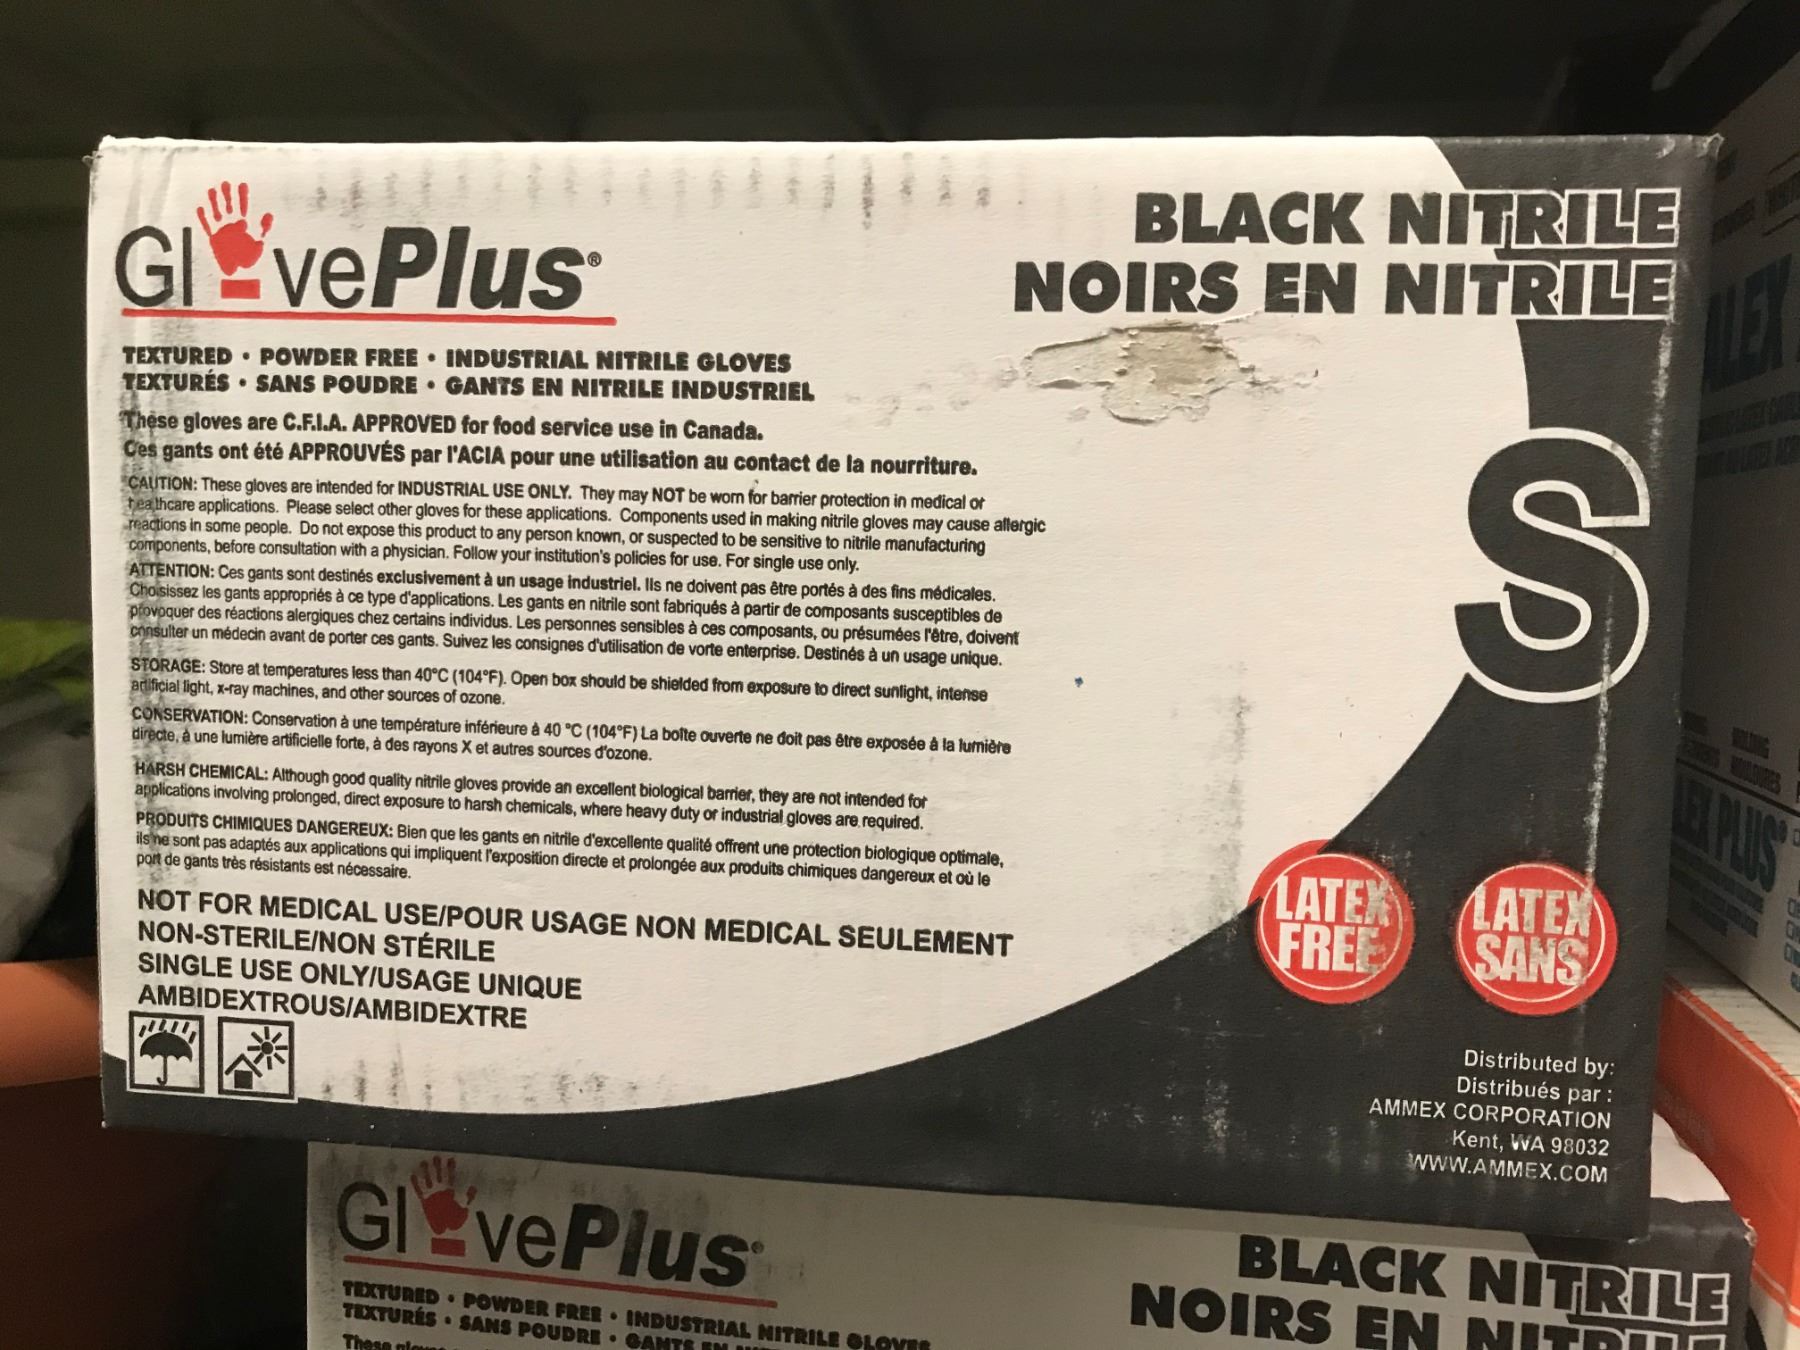 GlovePlus®
BLACK NITRILE
NOIRS EN NITRILE
TEXTURED • POWDER FREE • INDUSTRIAL NITRILE GLOVES
TEXTURÉS • SANS POUDRE • GANTS EN NITRILE INDUSTRIEL
These gloves are C.F.I.A. APPROVED for food service use in Canada.
Ces gants ont été APPROUVÉS par l'ACIA pour une utilisation au contact de la nourriture.
CAUTION: These gloves are intended for INDUSTRIAL USE ONLY. They may NOT be worn for barrier protection in medical or
healthcare applications. Please select other gloves for these applications. Components used in making nitrile gloves may cause allergic
reactions in some people. Do not expose this product to any person known, or suspected to be sensitive to nitrile manufacturing
components, before consultation with a physician. Follow your institution's policies for use. For single use only.
ATTENTION: Ces gants sont destinés exclusivement à un usage industriel. Ils ne doivent pas être portés à des fins médicales.
Choisissez les gants appropriés à ce type d'applications. Les gants en nitrile sont fabriqués à partir de composants susceptibles de
provoquer des réactions alergiques chez certains individus. Les personnes sensibles à ces composants, ou présumées l'être, doivent
consulter un médecin avant de porter ces gants. Suivez les consignes d'utilisation de vorte enterprise. Destinés à un usage unique.
STORAGE: Store at temperatures less than 40°C (104°F). Open box should be shielded from exposure to direct sunlight, intense
artificial light, x-ray machines, and other sources of ozone.
CONSERVATION: Conservation à une température inférieure à 40 °C (104°F) La boîte ouverte ne doit pas être exposée à la lumière
directe, à une lumière artificielle forte, à des rayons X et autres sources d'ozone.
HARSH CHEMICAL: Although good quality nitrile gloves provide an excellent biological barrier, they are not intended for
applications involving prolonged, direct exposure to harsh chemicals, where heavy duty or industrial gloves are required.
PRODUITS CHIMIQUES DANGEREUX: Bien que les gants en nitrile d'excellente qualité offrent une protection biologique optimale,
ils ne sont pas adaptés aux applications qui impliquent l'exposition directe et prolongée aux produits chimiques dangereux et où le
port de gants très résistants est nécessaire.
NOT FOR MEDICAL USE/POUR USAGE NON MEDICAL SEULEMENT
NON-STERILE/NON STÉRILE
SINGLE USE ONLY/USAGE UNIQUE
AMBIDEXTROUS/AMBIDEXTRE
S
LATEX
FREE
LATEX
SANS
Distributed by:
Distribués par :
AMMEX CORPORATION
Kent, WA 98032
WWW.AMMEX.COM
GlovePlus
BLACK NITRILE
NOIRS EN NITRILE
TEXTURED • POWDER FREE • INDUSTRIAL NITRILE GLOVES
TEXTURÉS • SANS POUDRE • GANTS EN
These
PLUS